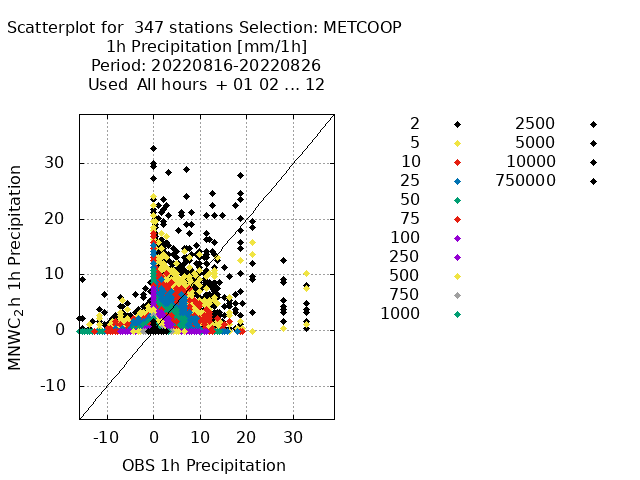 Scatterplot for 347 stations Selection: METCOOP
1h Precipitation [mm/1h]
Period: 20220816-20220826
Used All hours + 01 02 ... 12
2
5
10
25
50
75
100
250
500
750
1000
2500
5000
10000
750000
MNWC2h 1h Precipitation
30
20
10
0
-10
-10 0 10 20 30
OBS 1h Precipitation